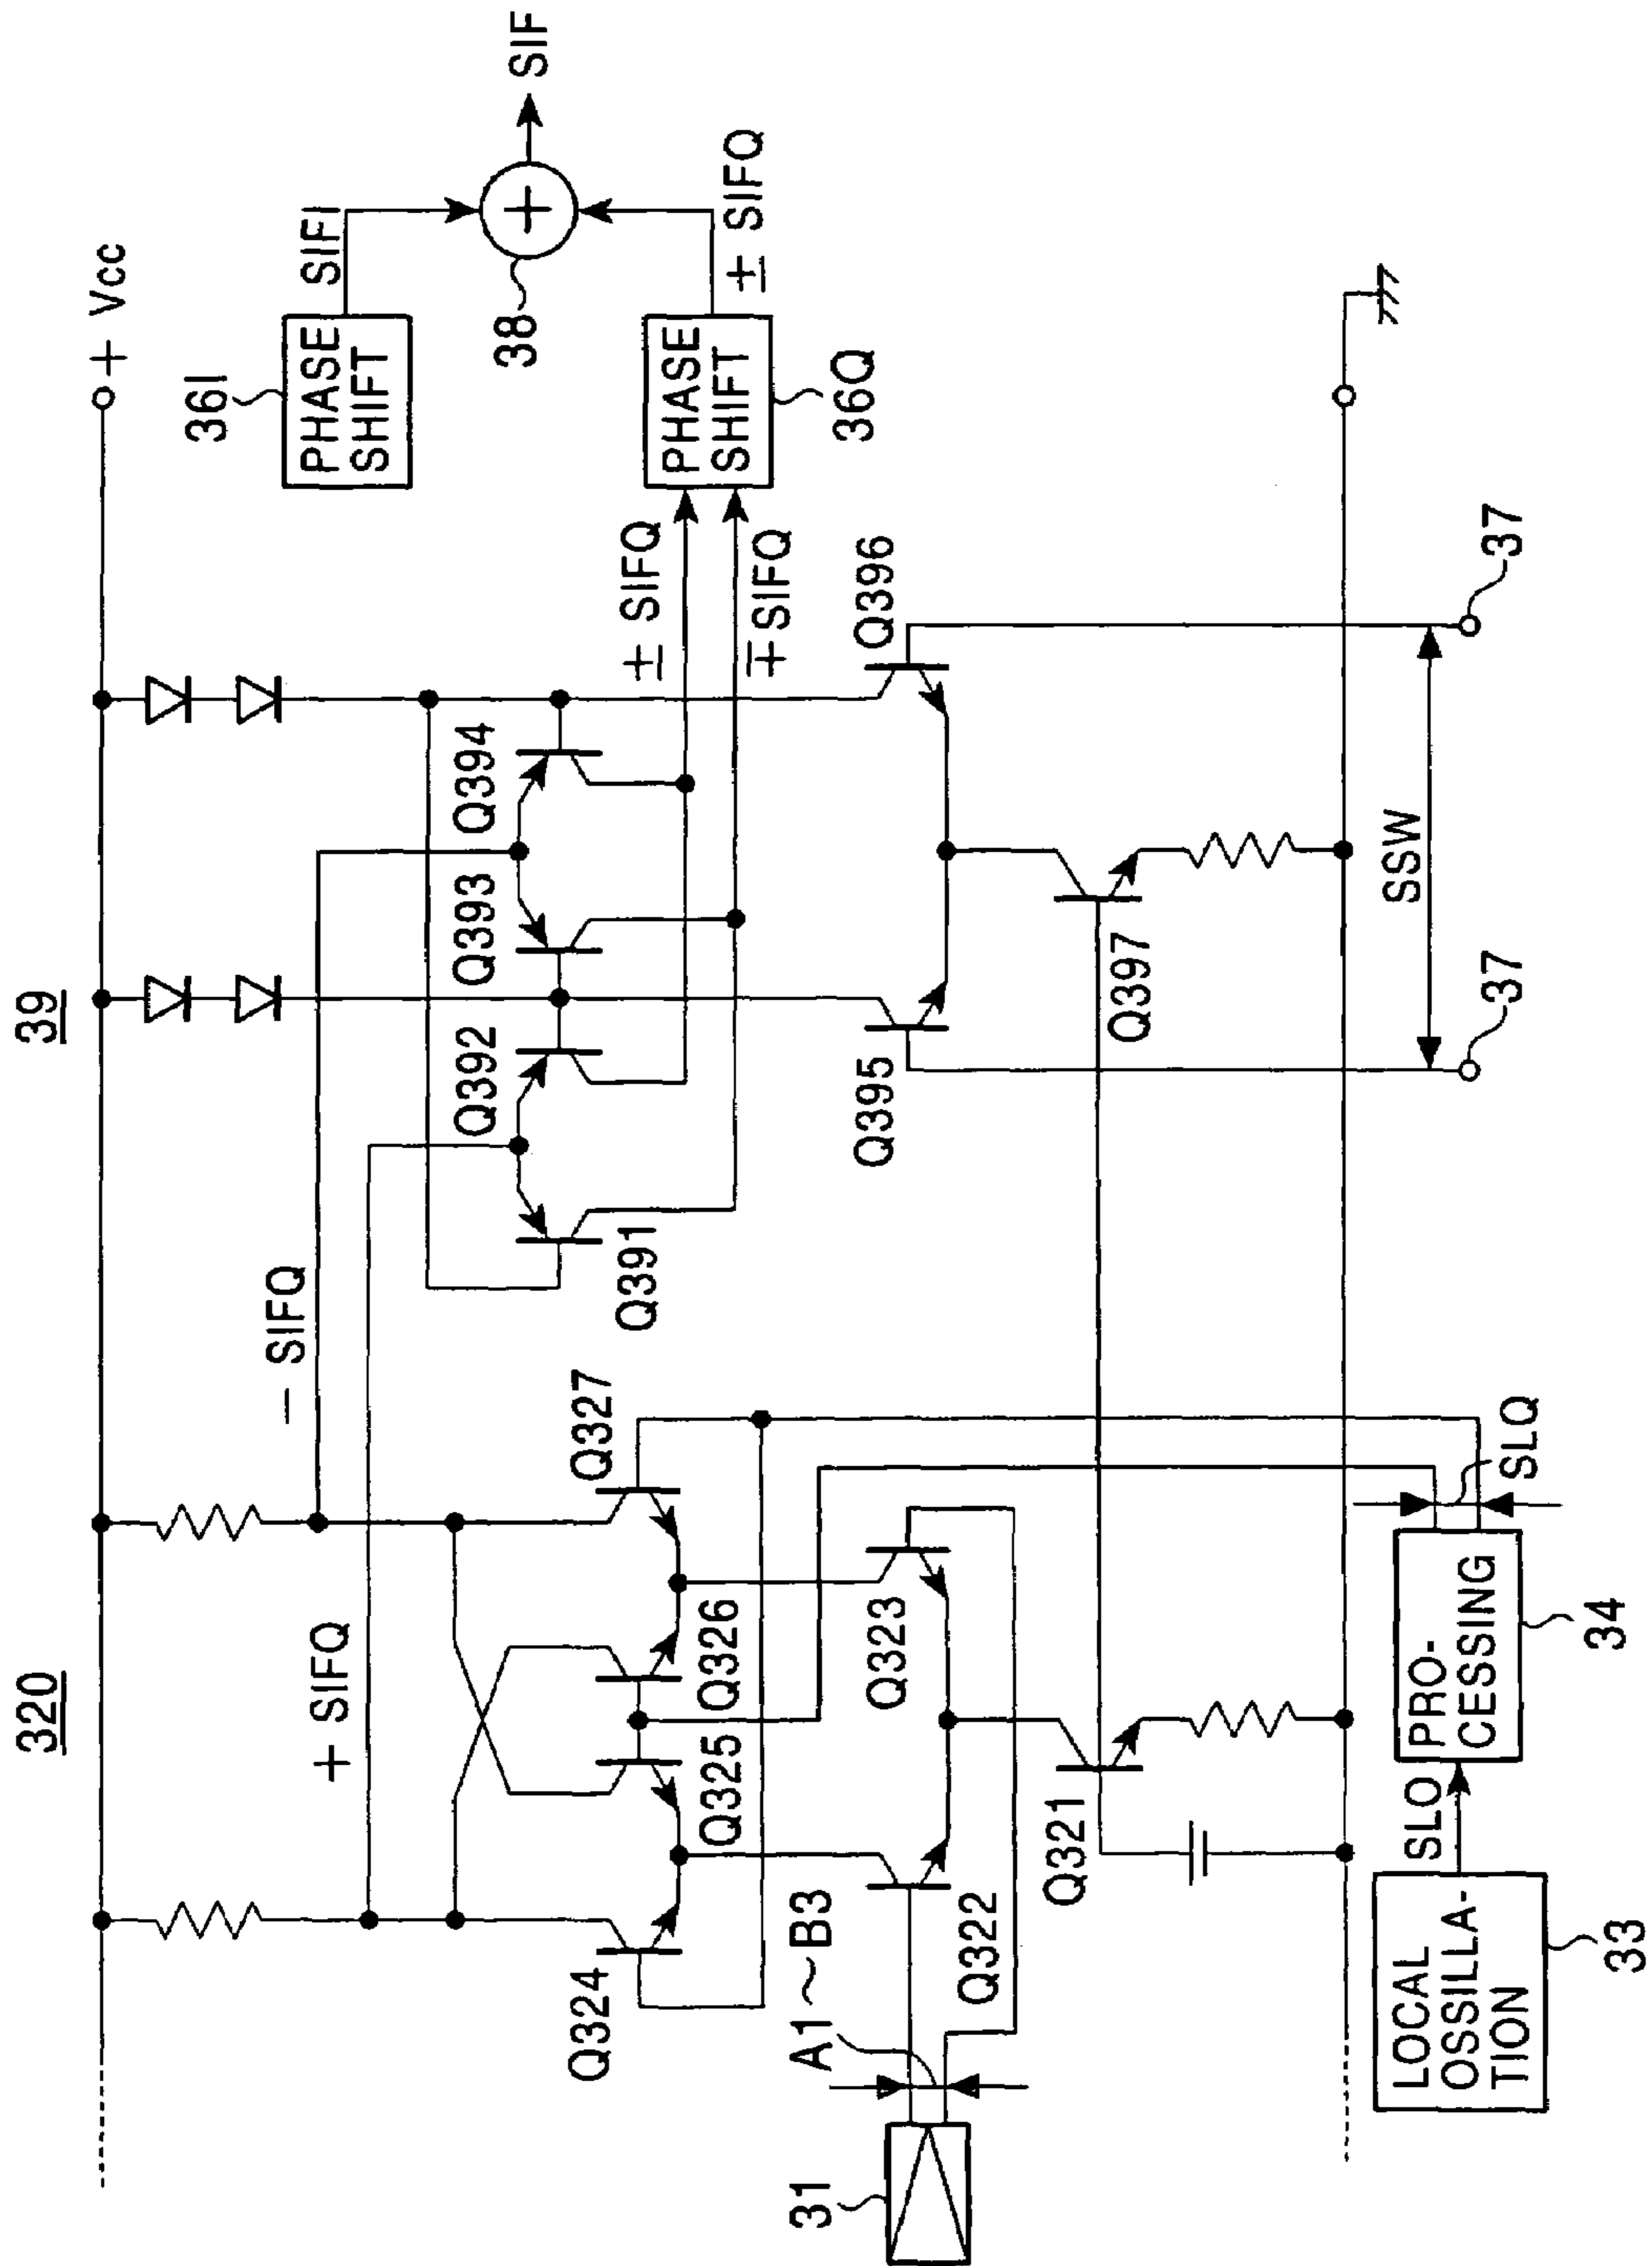 320
39
+ Vcc
− SIFQ
+ SIFQ
36I
PHASE
SHIFT
SIFI
38
SIF
± SIFQ
PHASE
SHIFT
36Q
± SIFQ
∓SIFQ
Q324
Q325
Q326
Q327
Q391
Q392
Q393
Q394
Q395
Q396
31
A1~B3
Q322
Q323
Q321
Q397
SSW
37
37
LOCAL
OSSILLA-
TION
33
SLO
PRO-
CESSING
34
SLQ